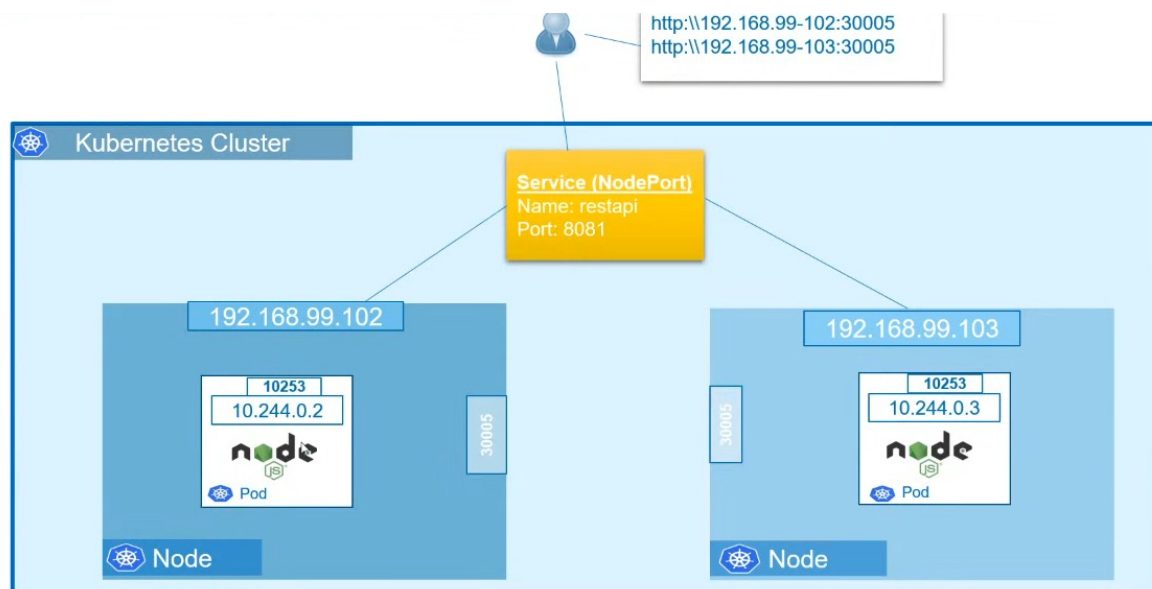 http:\\192.168.99-102:30005
http:\\192.168.99-103:30005
Kubernetes Cluster
Service (NodePort)
Name: restapi
Port: 8081
192.168.99.102
10253
10.244.0.2
node
JS
Pod
30005
Node
192.168.99.103
10253
10.244.0.3
node
JS
Pod
30005
Node